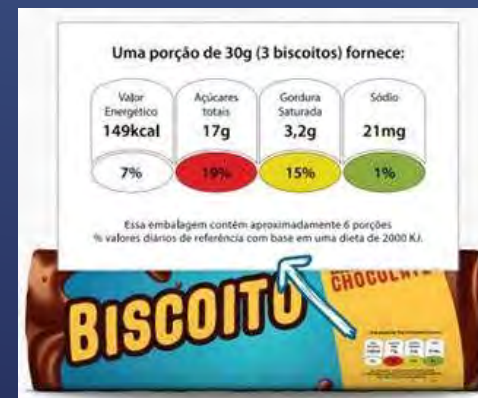 Uma porção de 30g (3 biscoitos) fornece:
Valor Energético
149kcal
7%
Açúcares totais
17g
19%
Gordura Saturada
3,2g
15%
Sódio
21mg
1%
Essa embalagem contém aproximadamente 6 porções
% valores diários de referência com base em uma dieta de 2000 KJ.
BISCOITO
CHOCOLATE